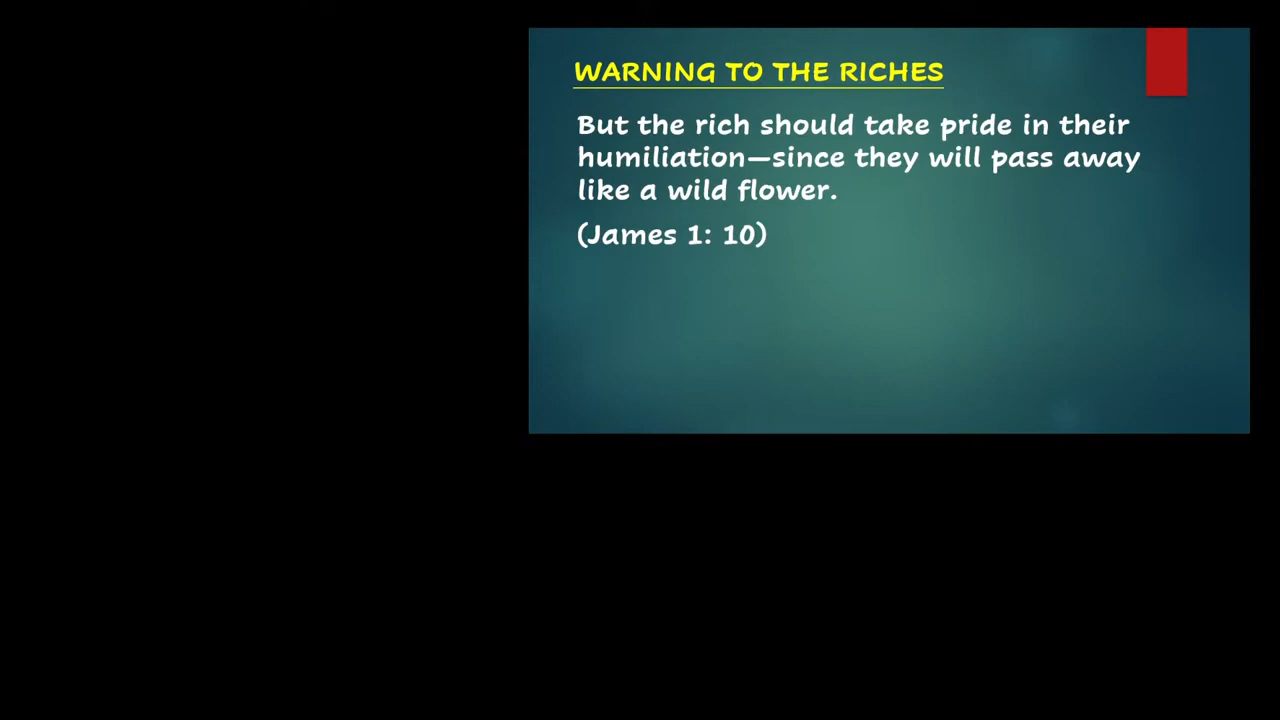 WARNING TO THE RICHES
But the rich should take pride in their
humiliation—since they will pass away
like a wild flower.
(James 1: 10)